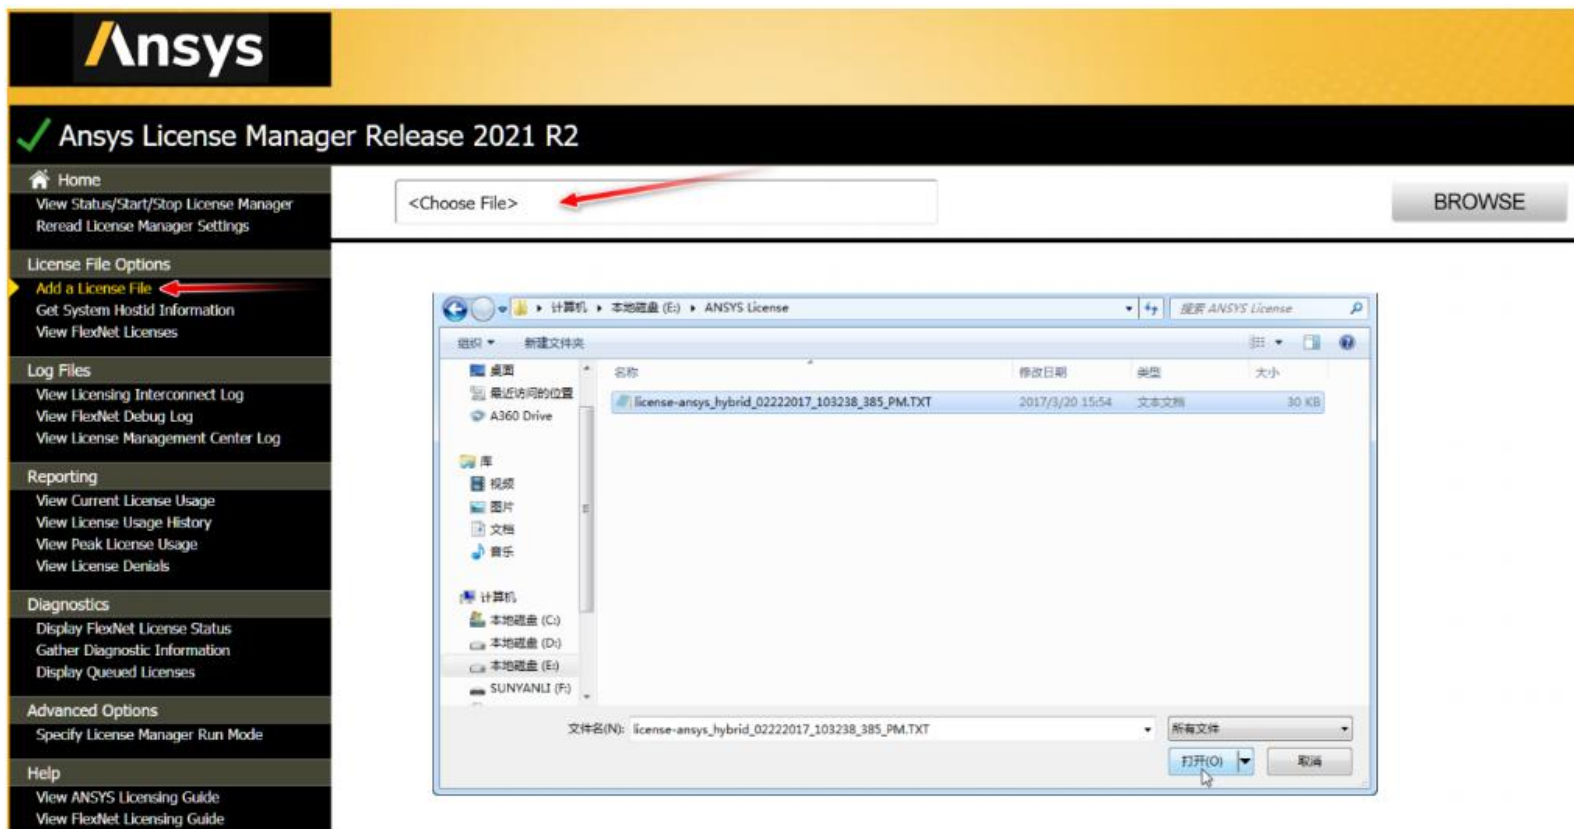 Ansys
Ansys License Manager Release 2021 R2
Home
View Status/Start/Stop License Manager
Reread License Manager Settings
License File Options
Add a License File
Get System Hostid Information
View FlexNet Licenses
Log Files
View Licensing Interconnect Log
View FlexNet Debug Log
View License Management Center Log
Reporting
View Current License Usage
View License Usage History
View Peak License Usage
View License Denials
Diagnostics
Display FlexNet License Status
Gather Diagnostic Information
Display Queued Licenses
Advanced Options
Specify License Manager Run Mode
Help
View ANSYS Licensing Guide
View FlexNet Licensing Guide
<Choose File>
BROWSE
计算机 本地磁盘 (E:) ANSYS License
搜索 ANSYS License
组织 新建文件夹
桌面
最近访问的位置
A360 Drive
库
视频
图片
文档
音乐
计算机
本地磁盘 (C:)
本地磁盘 (D:)
本地磁盘 (E:)
SUNYANLI (F:)
名称 修改日期 类型 大小
license-ansys_hybrid_02222017_103238_385_PM.TXT 2017/3/20 15:54 文本文档 30 KB
文件名(N): license-ansys_hybrid_02222017_103238_385_PM.TXT 所有文件
打开(O) 取消